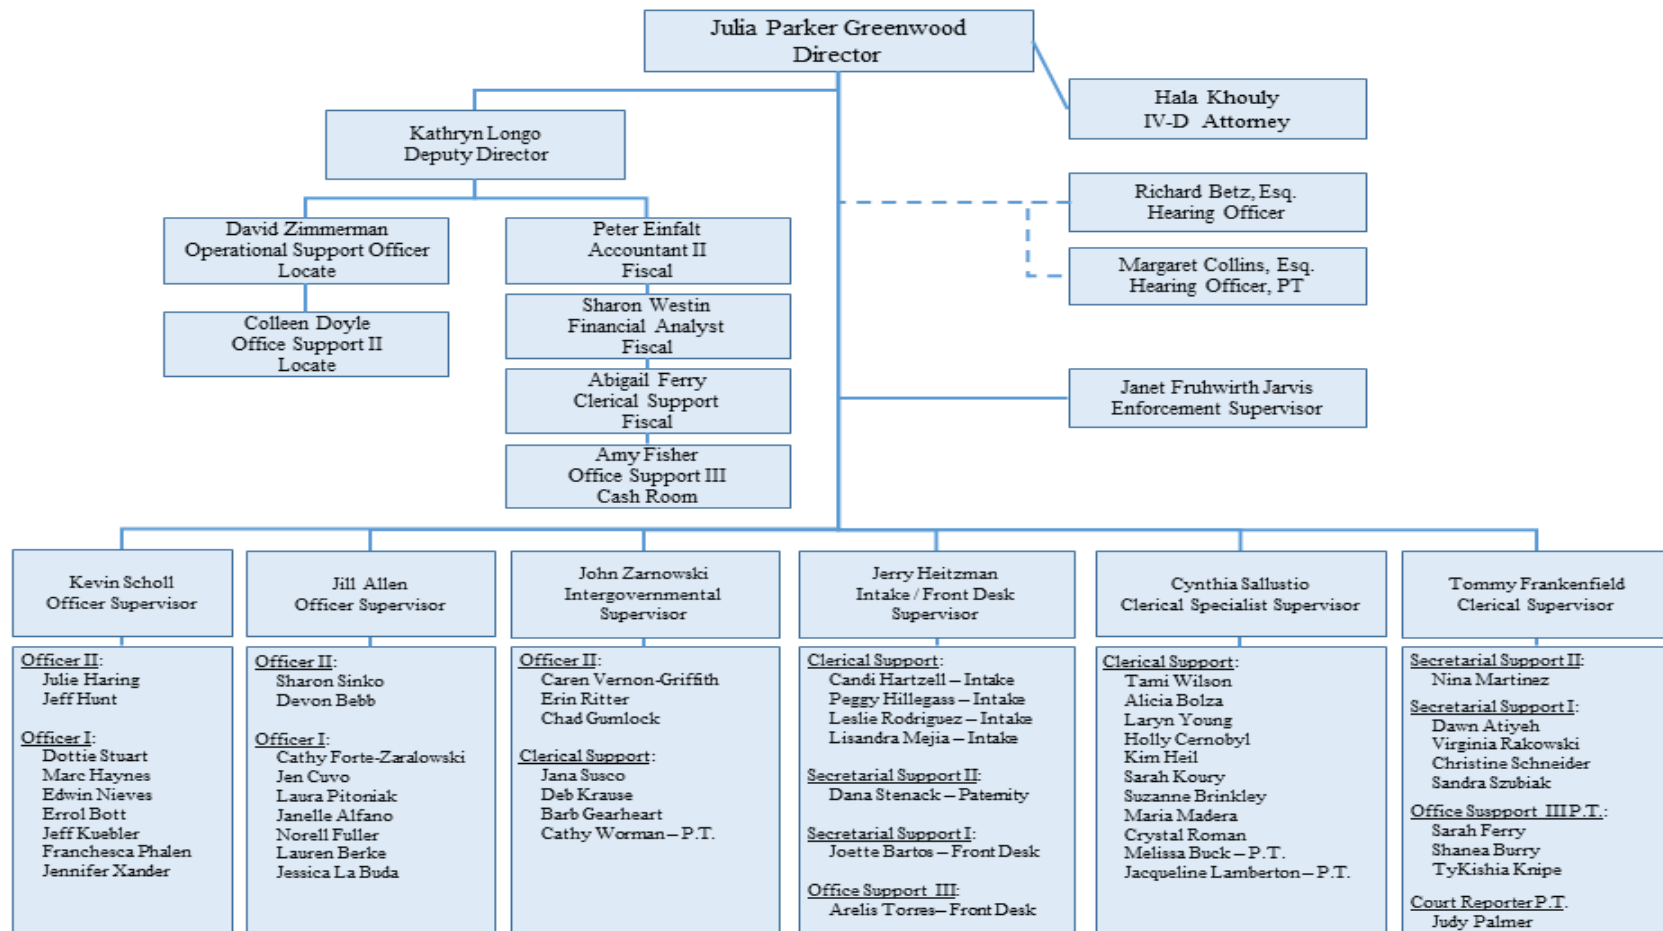 Julia Parker Greenwood
Director
Hala Khouly
IV-D Attorney
Kathryn Longo
Deputy Director
Richard Betz, Esq.
Hearing Officer
David Zimmerman
Operational Support Officer
Locate
Peter Einfalt
Accountant II
Fiscal
Margaret Collins, Esq.
Hearing Officer, PT
Colleen Doyle
Office Support II
Locate
Sharon Westin
Financial Analyst
Fiscal
Abigail Ferry
Clerical Support
Fiscal
Janet Fruhwirth Jarvis
Enforcement Supervisor
Amy Fisher
Office Support III
Cash Room
Kevin Scholl
Officer Supervisor
Officer II:
Julie Haring
Jeff Hunt
Officer I:
Dottie Stuart
Marc Haynes
Edwin Nieves
Errol Bott
Jeff Kuebler
Franchesca Phalen
Jennifer Xander
Jill Allen
Officer Supervisor
Officer II:
Sharon Sinko
Devon Bebb
Officer I:
Cathy Forte-Zaralowski
Jen Cuvo
Laura Pitoniak
Janelle Alfano
Norell Fuller
Lauren Berke
Jessica La Buda
John Zarnowski
Intergovernmental
Supervisor
Officer II:
Caren Vernon-Griffith
Erin Ritter
Chad Gumlock
Clerical Support:
Jana Susco
Deb Krause
Barb Gearheart
Cathy Worman – P.T.
Jerry Heitzman
Intake / Front Desk
Supervisor
Clerical Support:
Candi Hartzell – Intake
Peggy Hillegass – Intake
Leslie Rodriguez – Intake
Lisandra Mejia – Intake
Secretarial Support II:
Dana Stenack – Paternity
Secretarial Support I:
Joette Bartos – Front Desk
Office Support III:
Arelis Torres– Front Desk
Cynthia Sallustio
Clerical Specialist Supervisor
Clerical Support:
Tami Wilson
Alicia Bolza
Laryn Young
Holly Cernobyl
Kim Heil
Sarah Koury
Suzanne Brinkley
Maria Madera
Crystal Roman
Melissa Buck – P.T.
Jacqueline Lamberton – P.T.
Tommy Frankenfield
Clerical Supervisor
Secretarial Support II:
Nina Martinez
Secretarial Support I:
Dawn Atiyeh
Virginia Rakowski
Christine Schneider
Sandra Szubiak
Office Suspport III P.T.:
Sarah Ferry
Shanea Burry
TyKishia Knipe
Court Reporter P.T.
Judy Palmer